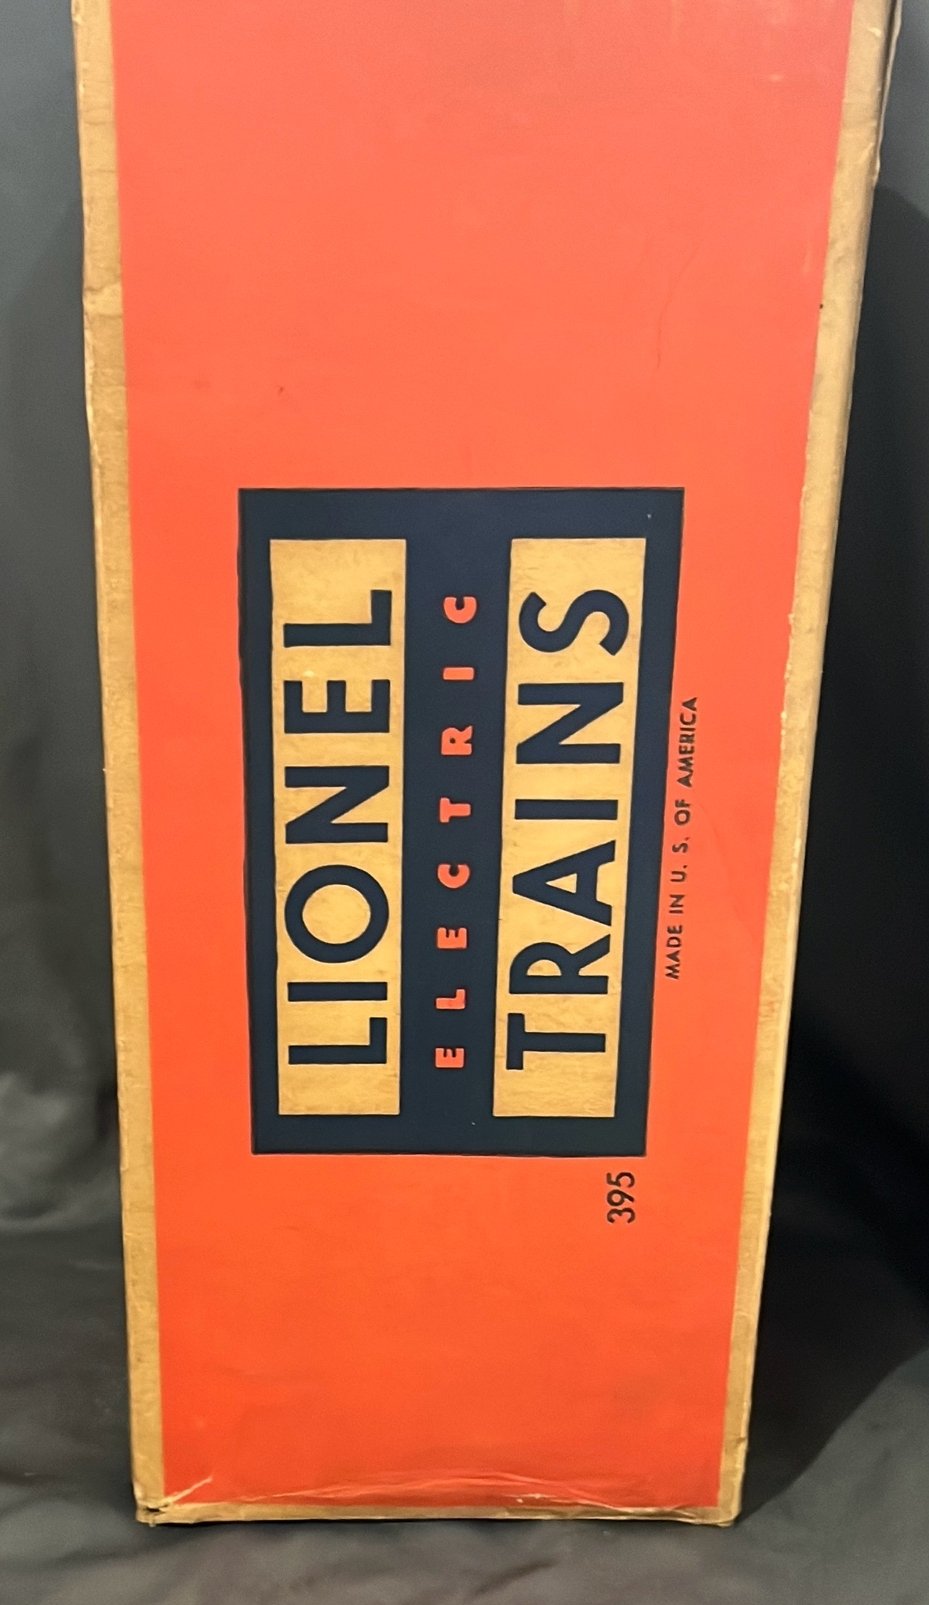 LIONEL
ELECTRIC
TRAINS
MADE IN U. S. OF AMERICA
395